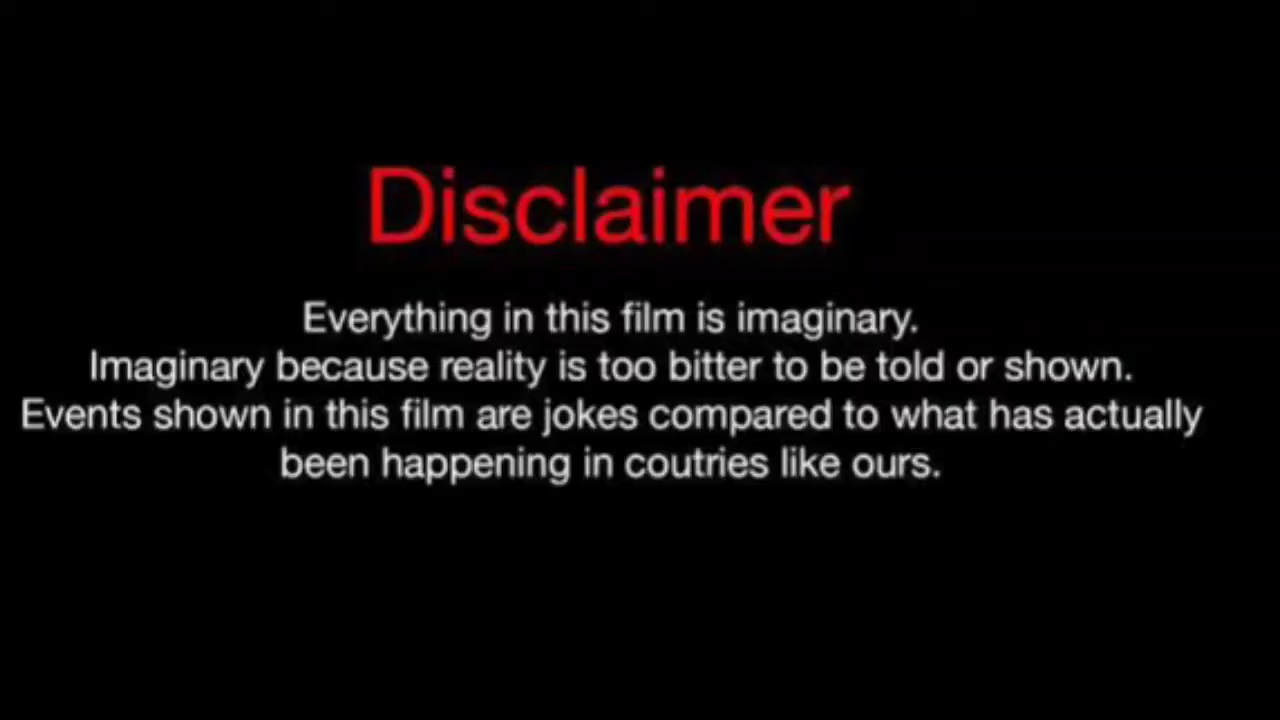 Disclaimer
Everything in this film is imaginary.
Imaginary because reality is too bitter to be told or shown.
Events shown in this film are jokes compared to what has actually
been happening in coutries like ours.